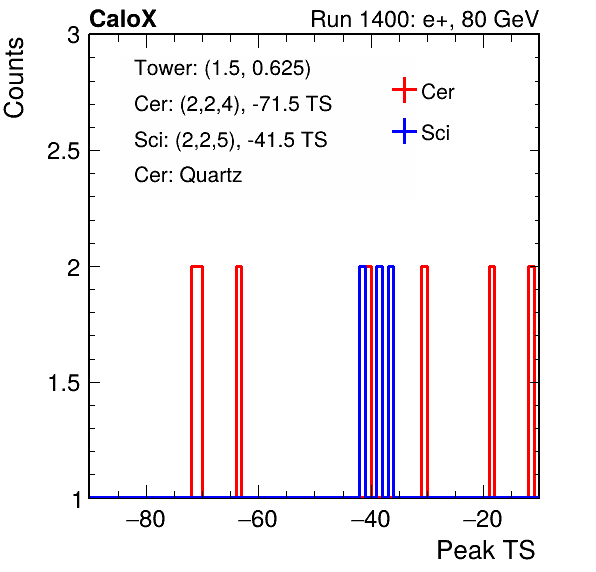 CaloX Run 1400: e+, 80 GeV
Counts
3
2.5
2
1.5
1
Tower: (1.5, 0.625)
Cer: (2,2,4), -71.5 TS
Sci: (2,2,5), -41.5 TS
Cer: Quartz
Cer
Sci
−80 −60 −40 −20
Peak TS